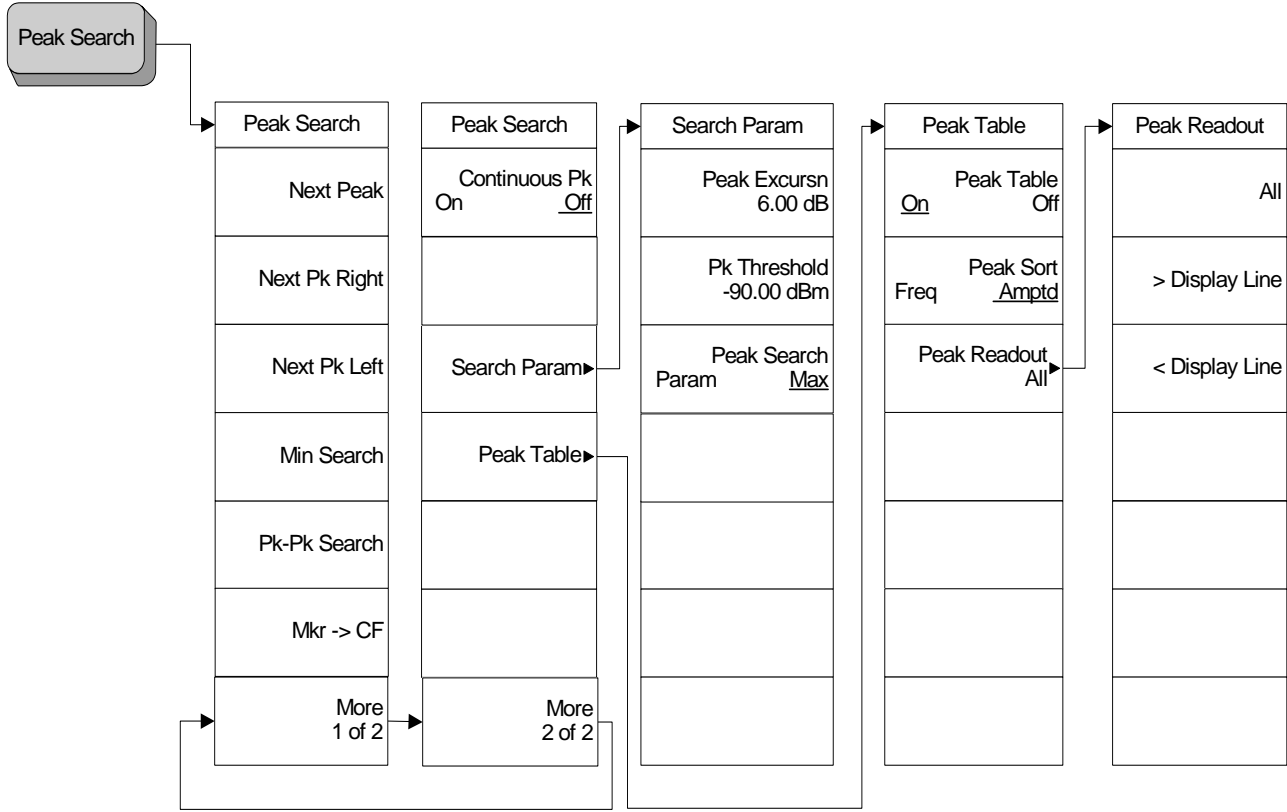 Peak Search
Peak Search
Next Peak
Next Pk Right
Next Pk Left
Min Search
Pk-Pk Search
Mkr -> CF
More
1 of 2
Peak Search
Continuous Pk
On Off
Search Param
Peak Table
More
2 of 2
Search Param
Peak Excursn
6.00 dB
Pk Threshold
-90.00 dBm
Peak Search
Param Max
Peak Table
Peak Table
On Off
Peak Sort
Freq Amptd
Peak Readout
All
Peak Readout
All
> Display Line
< Display Line